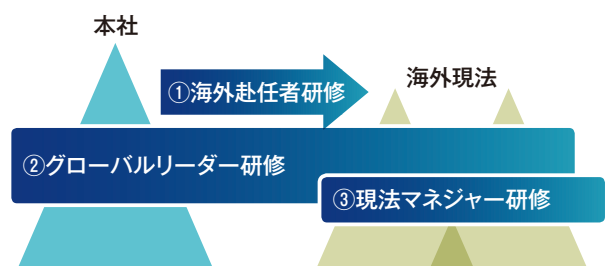 本社
海外現法
①海外赴任者研修
②グローバルリーダー研修
③現法マネジャー研修